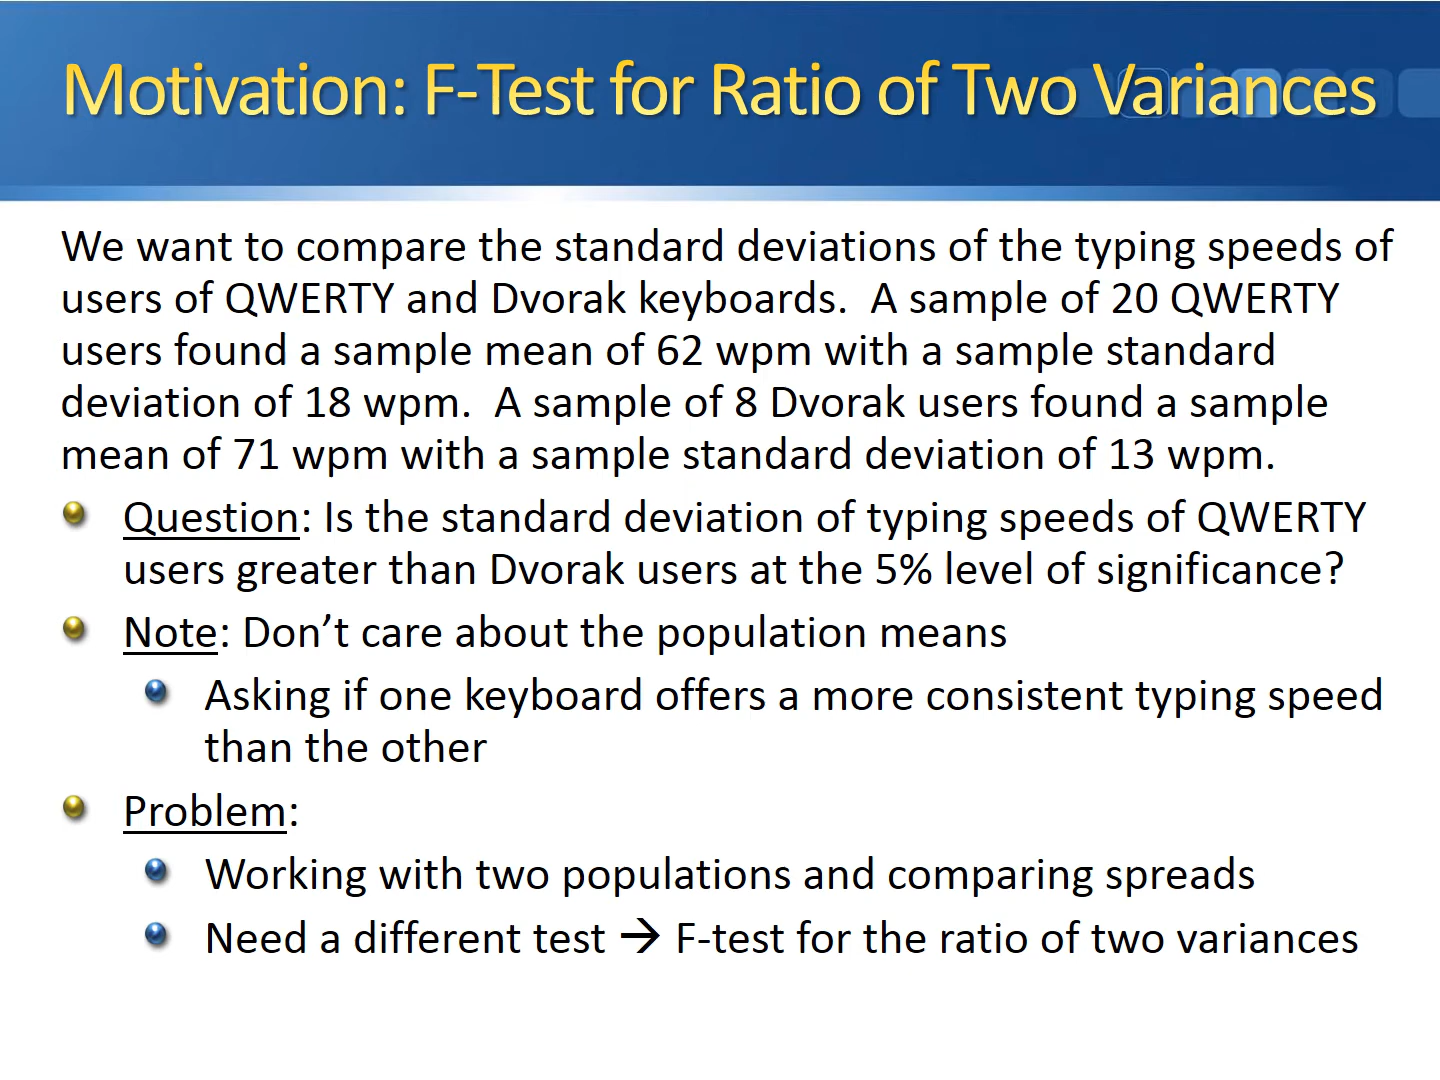 Motivation: F-Test for Ratio of Two Variances
We want to compare the standard deviations of the typing speeds of
users of QWERTY and Dvorak keyboards.  A sample of 20 QWERTY
users found a sample mean of 62 wpm with a sample standard
deviation of 18 wpm.  A sample of 8 Dvorak users found a sample
mean of 71 wpm with a sample standard deviation of 13 wpm.
Question: Is the standard deviation of typing speeds of QWERTY
users greater than Dvorak users at the 5% level of significance?
Note: Don’t care about the population means
Asking if one keyboard offers a more consistent typing speed
than the other
Problem:
Working with two populations and comparing spreads
Need a different test → F-test for the ratio of two variances